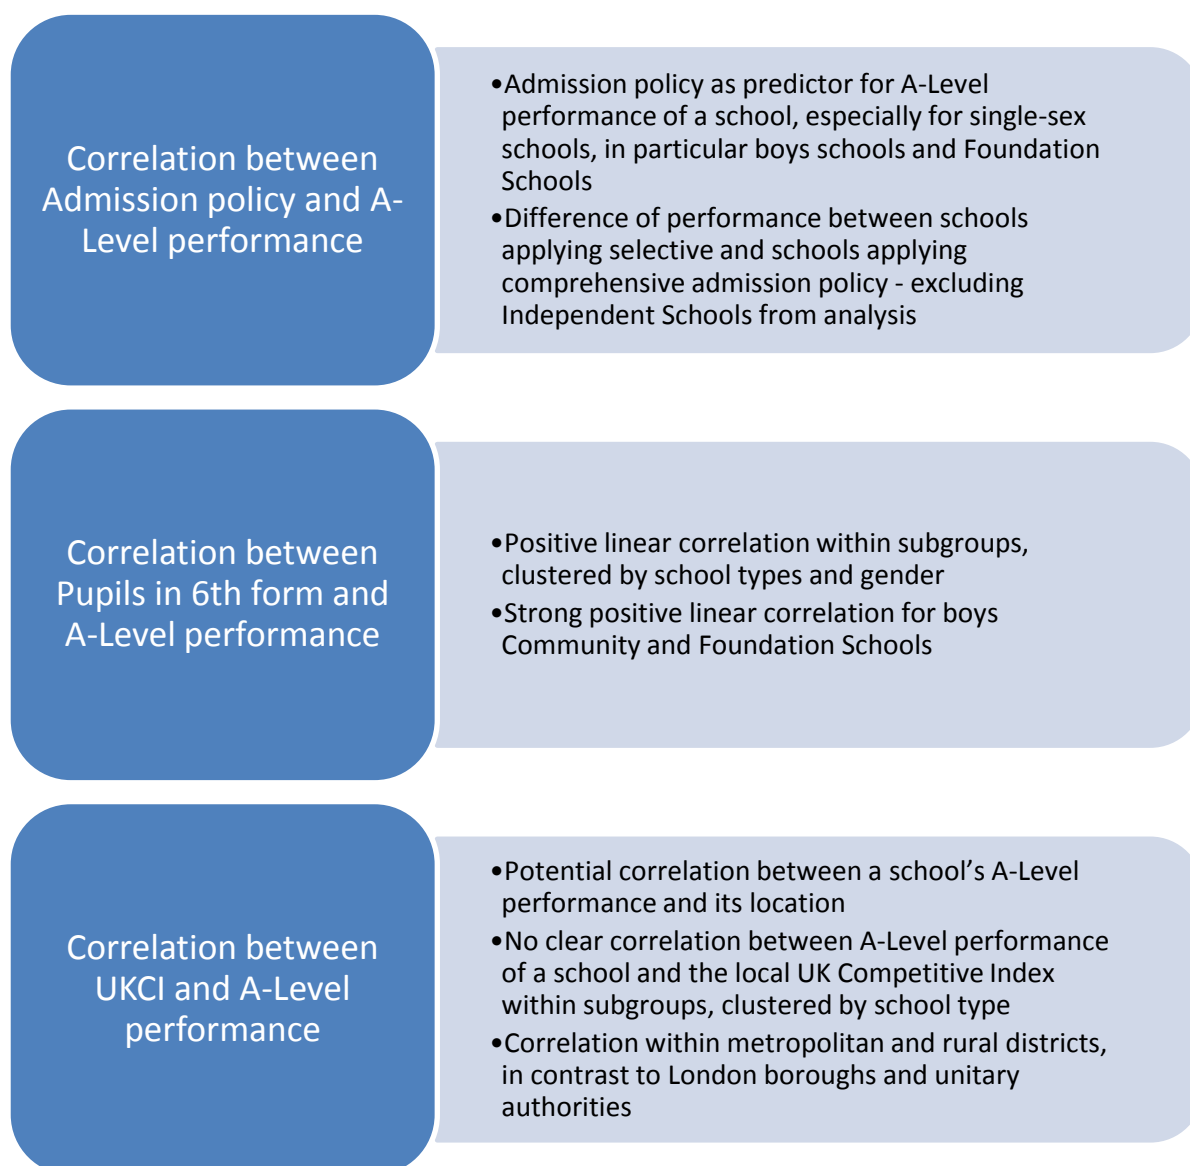 Correlation between
Admission policy and A-
Level performance
•Admission policy as predictor for A-Level
performance of a school, especially for single-sex
schools, in particular boys schools and Foundation
Schools
•Difference of performance between schools
applying selective and schools applying
comprehensive admission policy - excluding
Independent Schools from analysis
Correlation between
Pupils in 6th form and
A-Level performance
•Positive linear correlation within subgroups,
clustered by school types and gender
•Strong positive linear correlation for boys
Community and Foundation Schools
Correlation between
UKCI and A-Level
performance
•Potential correlation between a school’s A-Level
performance and its location
•No clear correlation between A-Level performance
of a school and the local UK Competitive Index
within subgroups, clustered by school type
•Correlation within metropolitan and rural districts,
in contrast to London boroughs and unitary
authorities